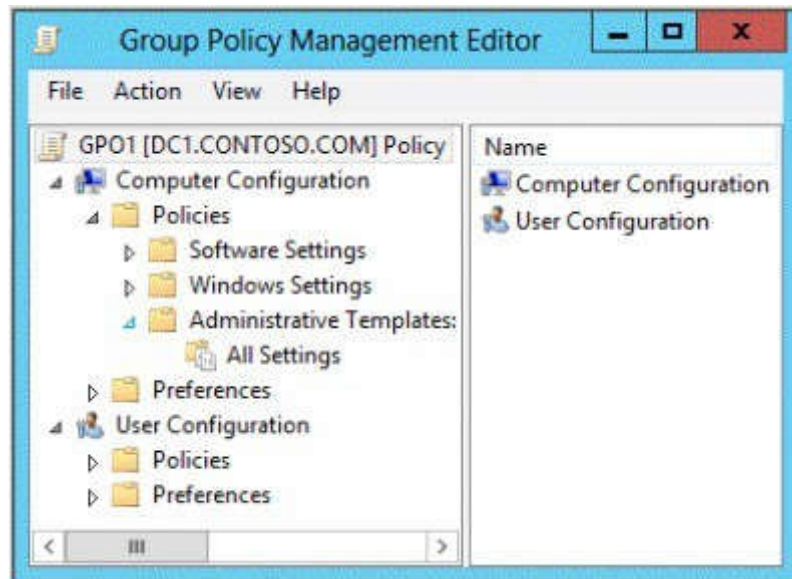 Group Policy Management Editor
File Action View Help
GPO1 [DC1.CONTOSO.COM] Policy
Computer Configuration
Policies
Software Settings
Windows Settings
Administrative Templates:
All Settings
Preferences
User Configuration
Policies
Preferences
Name
Computer Configuration
User Configuration